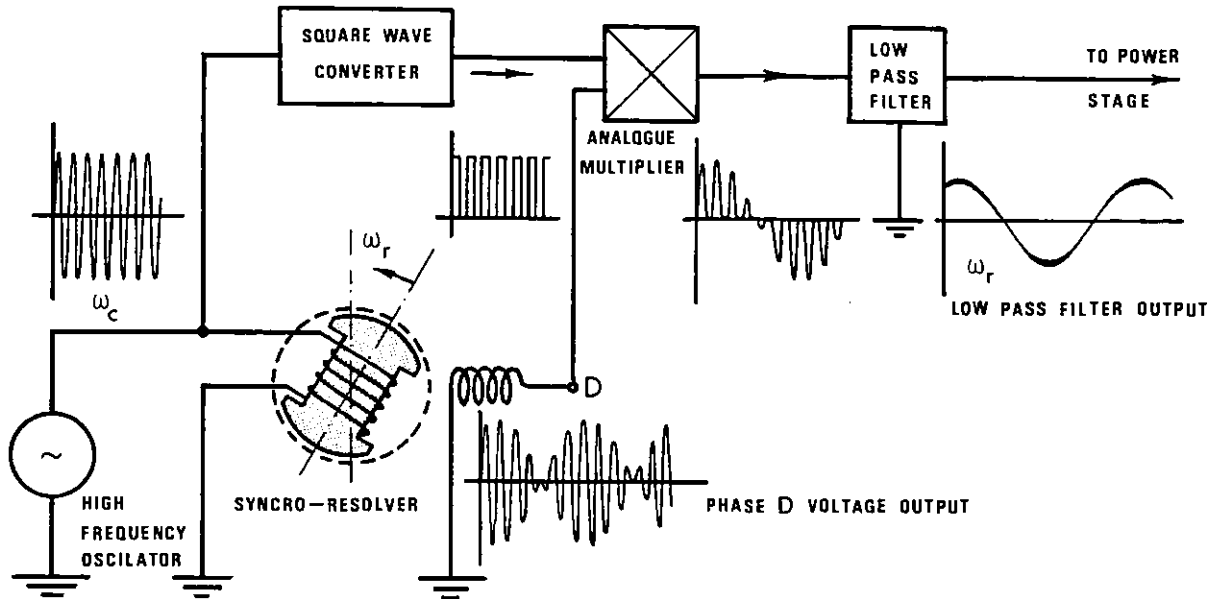 SQUARE WAVE
CONVERTER
LOW
PASS
FILTER
TO POWER
STAGE
ANALOGUE
MULTIPLIER
ω_r
ω_c
ω_r
LOW PASS FILTER OUTPUT
D
~
HIGH
FREQUENCY
OSCILATOR
SYNCRO-RESOLVER
PHASE D VOLTAGE OUTPUT